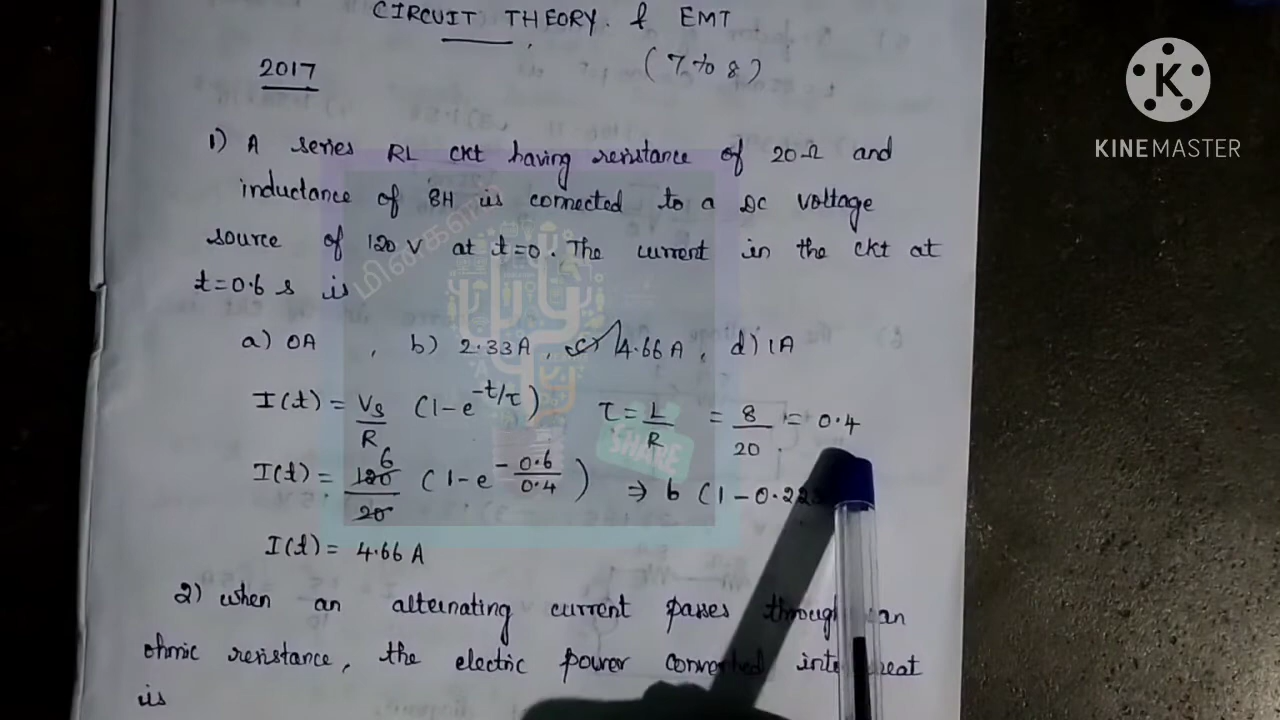 CIRCUIT THEORY & EMT
(7 to 8)
2017
K
KINEMASTER
1) A series RL ckt having resistance of 20Ω and
inductance of 8H is connected to a DC voltage
source of 120 V at t=0. The current in the ckt at
t=0.6 s is
a) 0A , b) 2.33A , c) 4.66 A , d) 1A
I(t) = Vs/R (1-e^-t/τ) τ = L/R = 8/20 = 0.4
I(t) = 120/20 6 (1-e^-0.6/0.4) ⇒ 6 (1-0.22
I(t) = 4.66 A
2) when an alternating current passes through an
ohmic resistance, the electric power converted into heat
is
SHARE